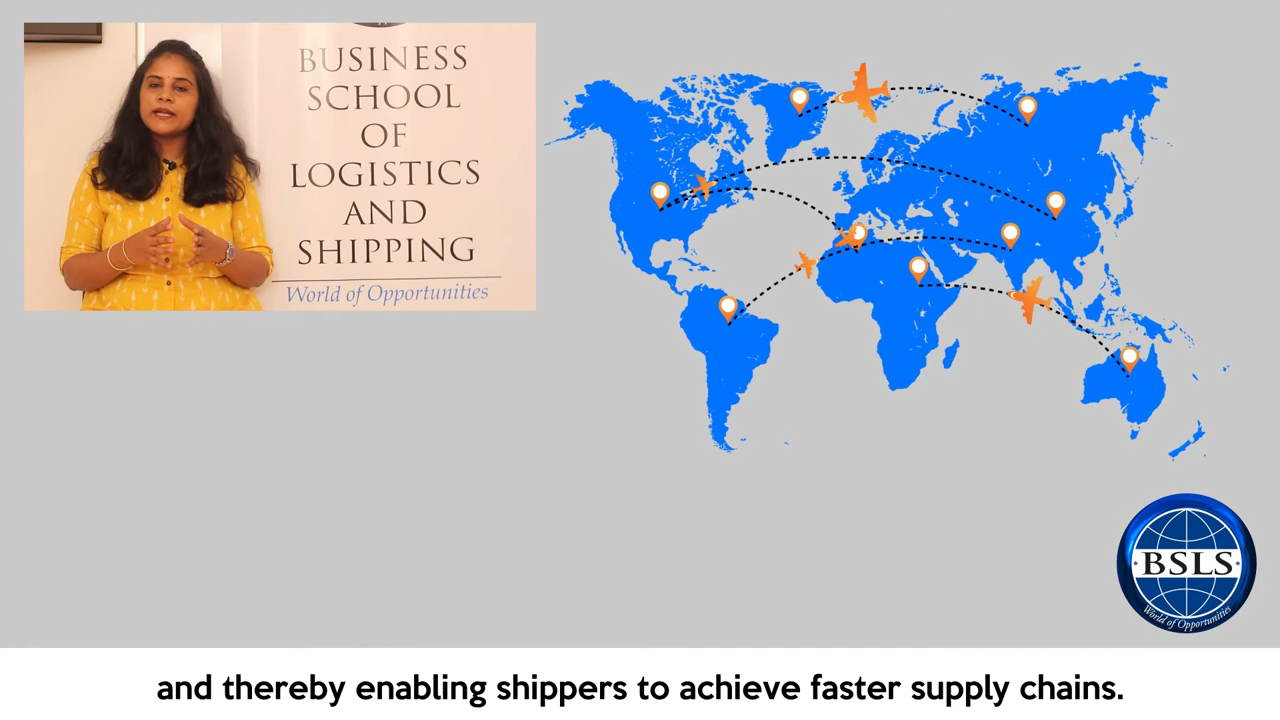 BUSINESS
SCHOOL
OF
LOGISTICS
AND
SHIPPING
World of Opportunities
BSLS
World of Opportunities
and thereby enabling shippers to achieve faster supply chains.